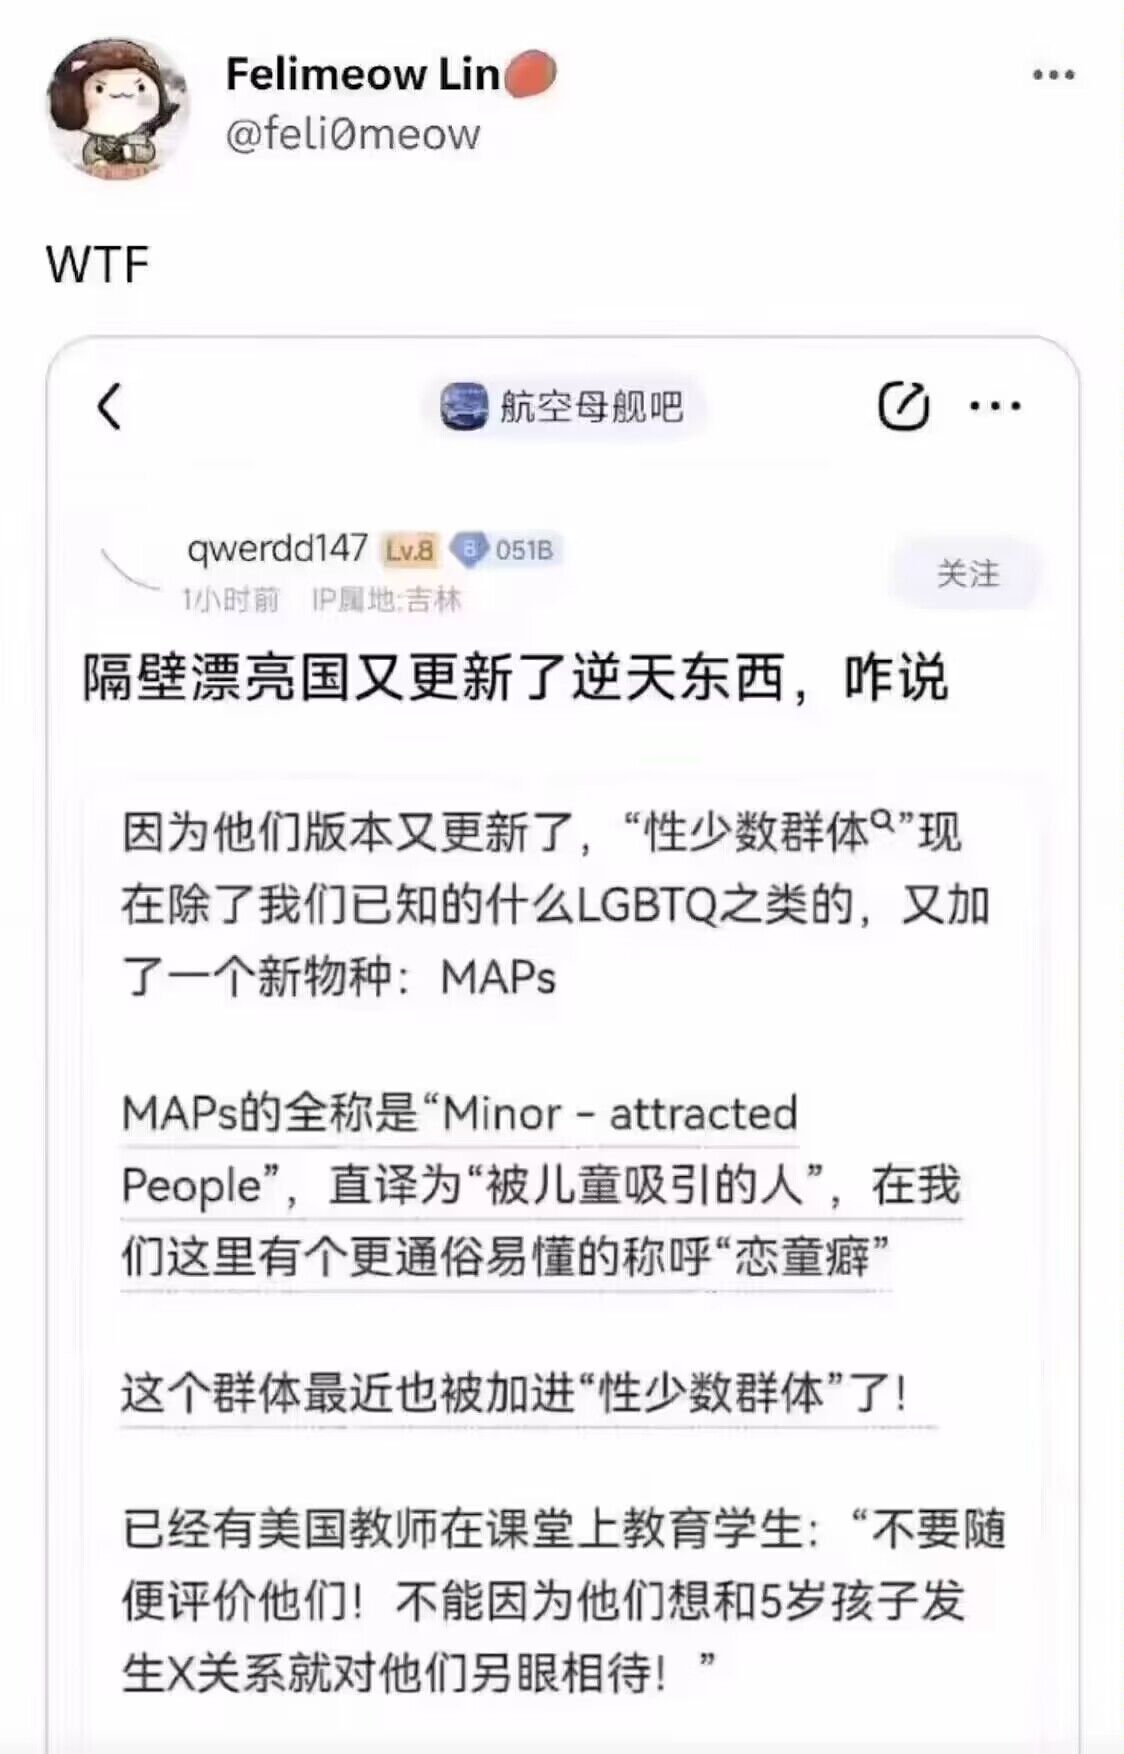 Felimeow Lin
@feli0meow
WTF
航空母舰吧
qwerdd147 Lv.8 8 051B
关注
1小时前 IP属地:吉林
隔壁漂亮国又更新了逆天东西，咋说
因为他们版本又更新了，“性少数群体”现
在除了我们已知的什么LGBTQ之类的，又加
了一个新物种：MAPs
MAPs的全称是“Minor - attracted
People”，直译为“被儿童吸引的人”，在我
们这里有个更通俗易懂的称呼“恋童癖”
这个群体最近也被加进“性少数群体”了！
已经有美国教师在课堂上教育学生：“不要随
便评价他们！不能因为他们想和5岁孩子发
生X关系就对他们另眼相待！”